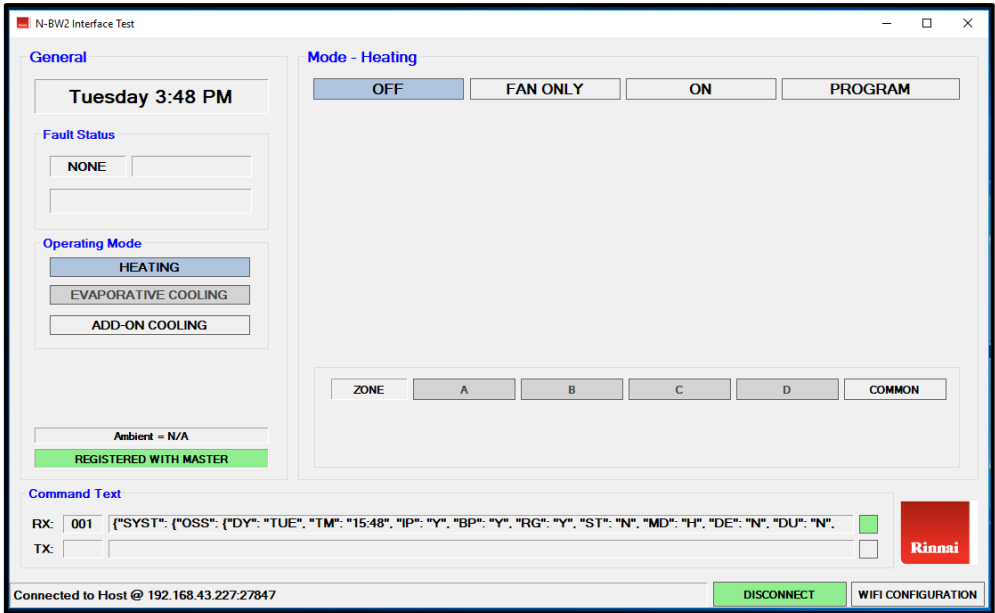 N-BW2 Interface Test
General
Tuesday 3:48 PM
Fault Status
NONE
Operating Mode
HEATING
EVAPORATIVE COOLING
ADD-ON COOLING
Ambient = N/A
REGISTERED WITH MASTER
Mode - Heating
OFF FAN ONLY ON PROGRAM
ZONE A B C D COMMON
Command Text
RX: 001 {"SYST": {"OSS": {"DY": "TUE", "TM": "15:48", "IP": "Y", "BP": "Y", "RG": "Y", "ST": "N", "MD": "H", "DE": "N", "DU": "N",
TX:
Rinnai
Connected to Host @ 192.168.43.227:27847
DISCONNECT WIFI CONFIGURATION